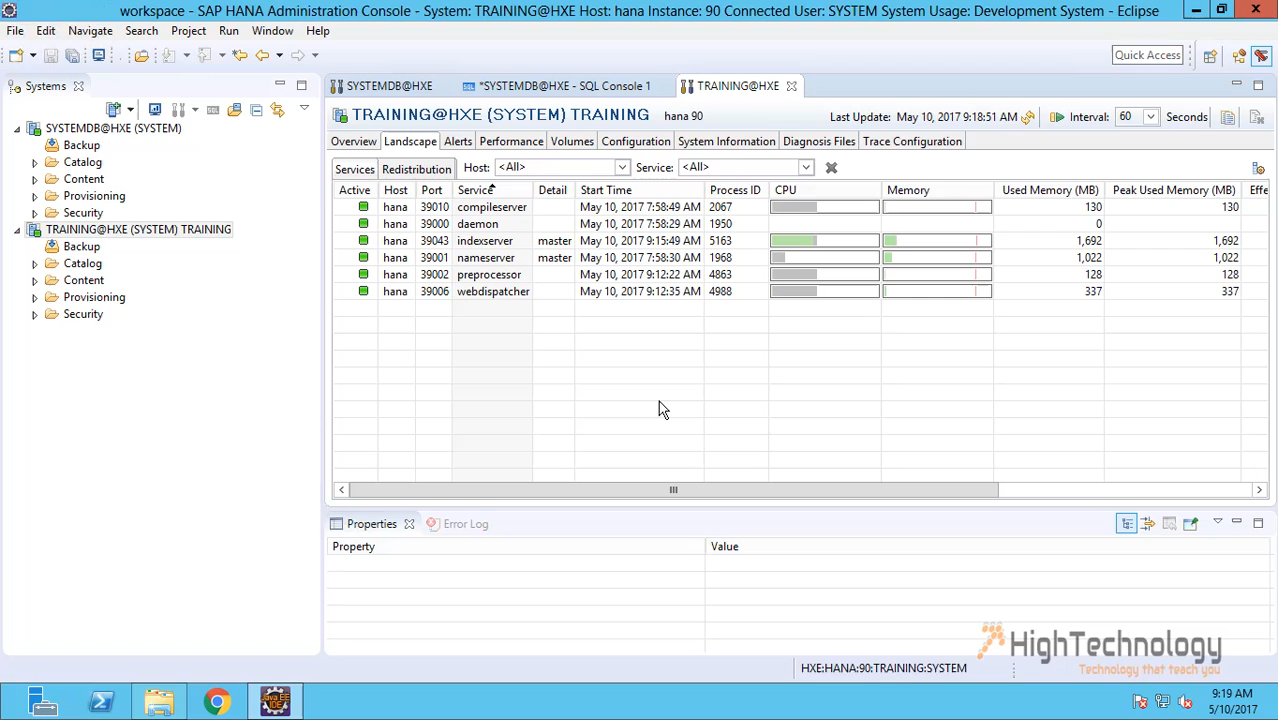 workspace - SAP HANA Administration Console - System: TRAINING@HXE Host: hana Instance: 90 Connected User: SYSTEM System Usage: Development System - Eclipse
File Edit Navigate Search Project Run Window Help
Quick Access
Systems
SYSTEMDB@HXE *SYSTEMDB@HXE - SQL Console 1 TRAINING@HXE
TRAINING@HXE (SYSTEM) TRAINING hana 90 Last Update: May 10, 2017 9:18:51 AM Interval: 60 Seconds
SYSTEMDB@HXE (SYSTEM)
Backup
Catalog
Content
Provisioning
Security
TRAINING@HXE (SYSTEM) TRAINING
Backup
Catalog
Content
Provisioning
Security
Overview Landscape Alerts Performance Volumes Configuration System Information Diagnosis Files Trace Configuration
Services Redistribution Host: <All> Service: <All>
Active Host Port Service Detail Start Time Process ID CPU Memory Used Memory (MB) Peak Used Memory (MB) Effe
hana 39010 compileserver May 10, 2017 7:58:49 AM 2067 130 130
hana 39000 daemon May 10, 2017 7:58:29 AM 1950 0
hana 39043 indexserver master May 10, 2017 9:15:49 AM 5163 1,692 1,692
hana 39001 nameserver master May 10, 2017 7:58:30 AM 1968 1,022 1,022
hana 39002 preprocessor May 10, 2017 9:12:22 AM 4863 128 128
hana 39006 webdispatcher May 10, 2017 9:12:35 AM 4988 337 337
Properties Error Log
Property Value
HighTechnology
Technology that teach you
HXE:HANA:90:TRAINING:SYSTEM
Java EE
IDE
9:19 AM
5/10/2017